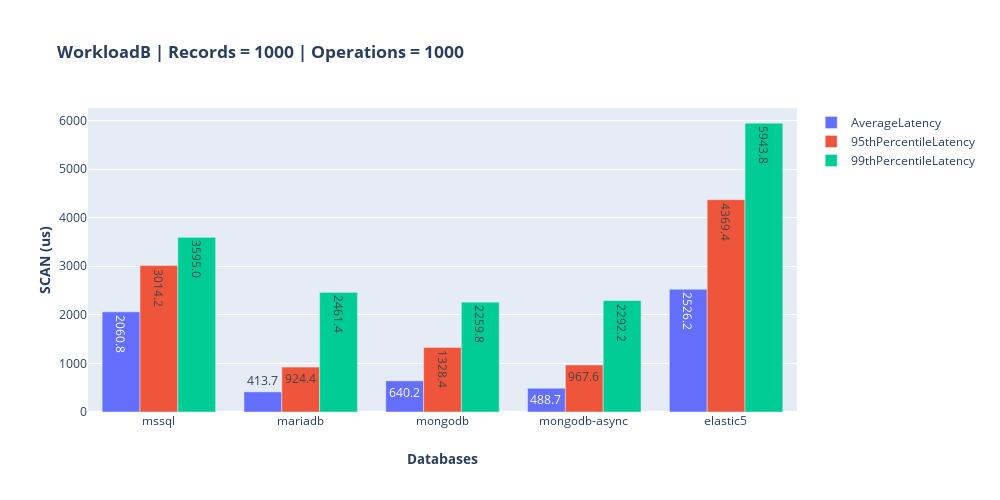 WorkloadB | Records = 1000 | Operations = 1000
AverageLatency
95thPercentileLatency
99thPercentileLatency
SCAN (us)
6000
5000
4000
3000
2000
1000
0
2060.8
3014.2
3595.0
413.7
924.4
2461.4
640.2
1328.4
2259.8
488.7
967.6
2292.2
2526.2
4369.4
5943.8
mssql
mariadb
mongodb
mongodb-async
elastic5
Databases